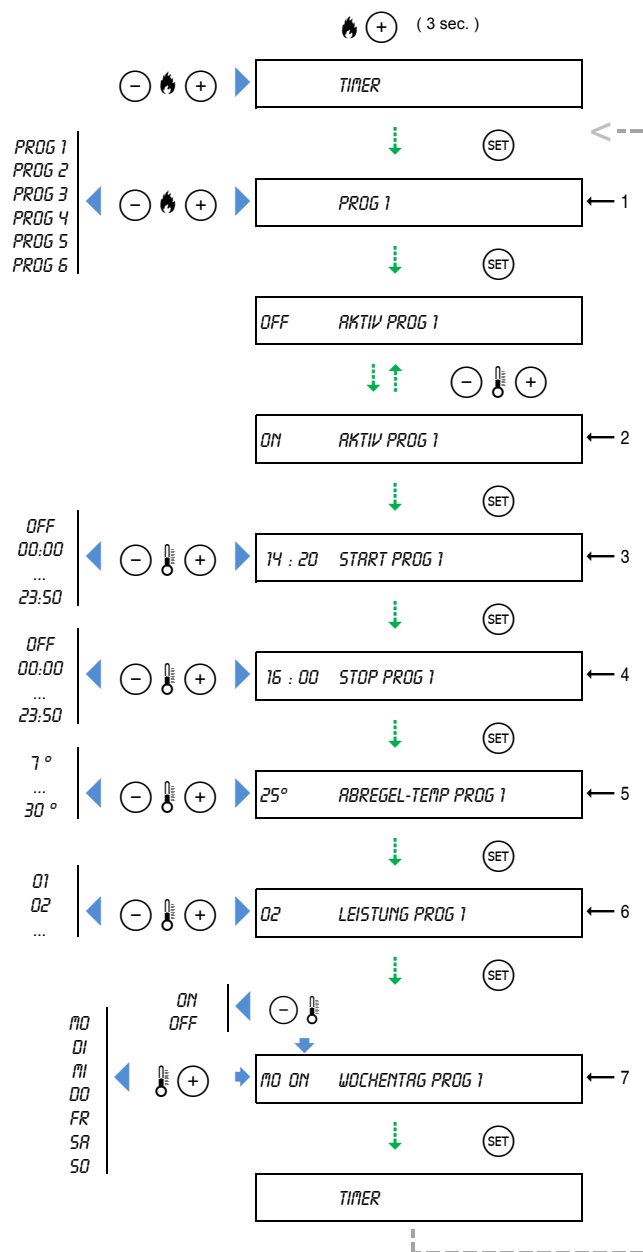 + ( 3 sec. )
− + TIMER
SET
PROG 1
PROG 2
PROG 3
PROG 4
PROG 5
PROG 6
− + PROG 1 1
SET
OFF AKTIV PROG 1
− +
ON AKTIV PROG 1 2
SET
OFF
00:00
...
23:50
− + 14 : 20 START PROG 1 3
SET
OFF
00:00
...
23:50
− + 16 : 00 STOP PROG 1 4
SET
7 °
...
30 °
− + 25° ABREGEL-TEMP PROG 1 5
SET
01
02
...
− + 02 LEISTUNG PROG 1 6
SET
ON
OFF
−
MO
DI
MI
DO
FR
SA
SO
+ MO ON WOCHENTAG PROG 1 7
SET
TIMER